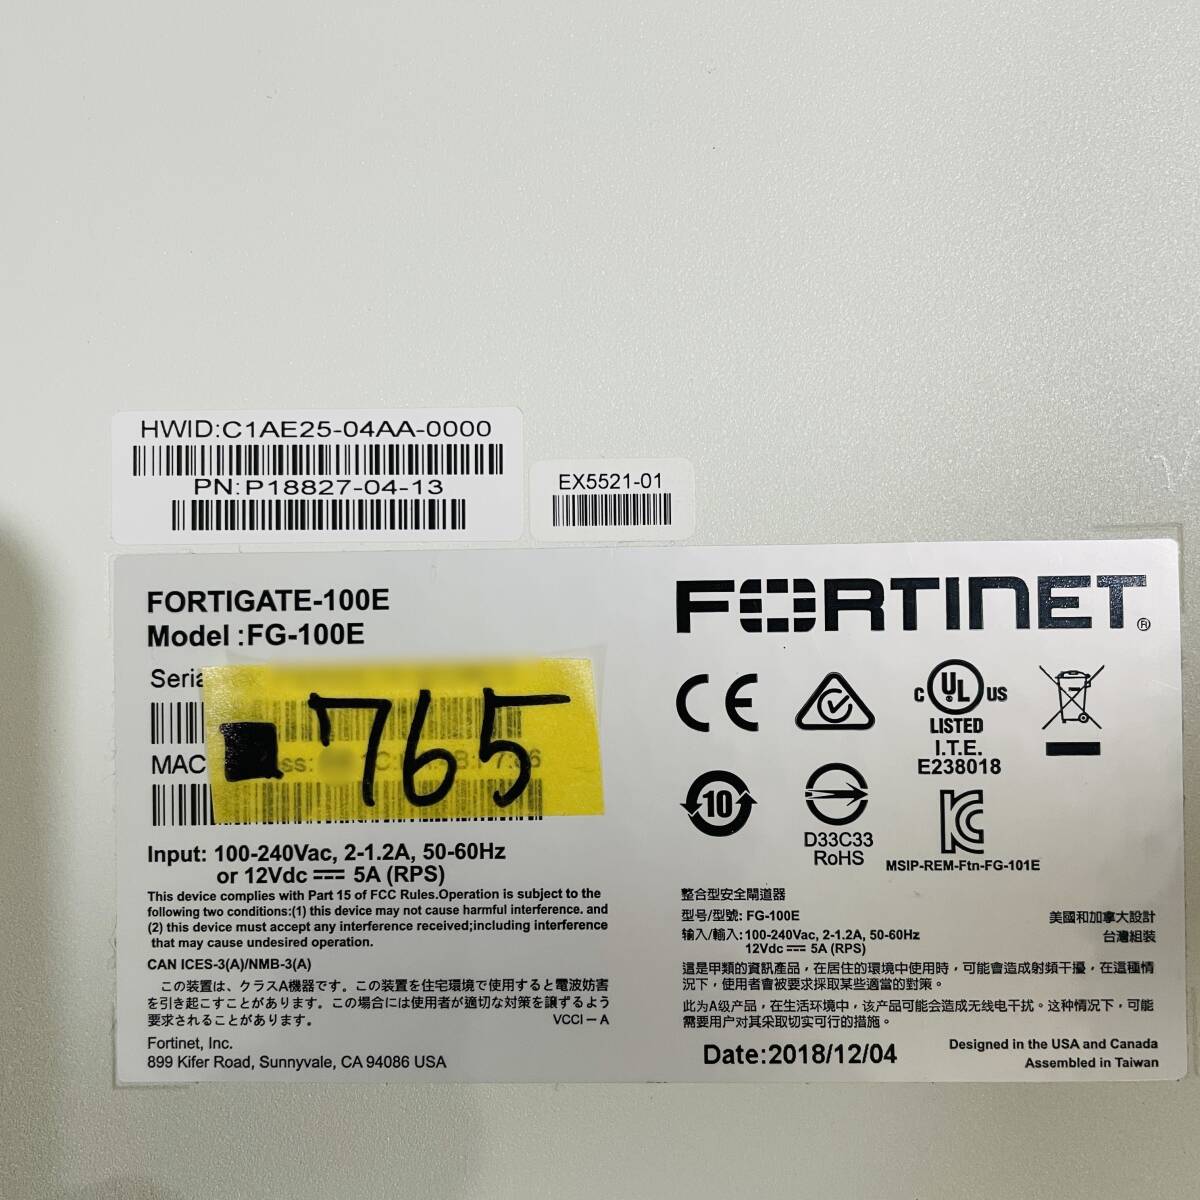 HWID:C1AE25-04AA-0000
PN:P18827-04-13
EX5521-01
FORTIGATE-100E
Model :FG-100E
Seria
765
MAC
Input: 100-240Vac, 2-1.2A, 50-60Hz
or 12Vdc ⎓ 5A (RPS)
This device complies with Part 15 of FCC Rules.Operation is subject to the
following two conditions:(1) this device may not cause harmful interference. and
(2) this device must accept any interference received;including interference
that may cause undesired operation.
CAN ICES-3(A)/NMB-3(A)
この装置は、クラスA機器です。この装置を住宅環境で使用すると電波妨害
を引き起こすことがあります。この場合には使用者が適切な対策を譲ずるよう
要求されることがあります。 VCCI－A
Fortinet, Inc.
899 Kifer Road, Sunnyvale, CA 94086 USA
FORTINET®
CE
C UL US
LISTED
I.T.E.
E238018
10
D33C33
RoHS
MSIP-REM-Ftn-FG-101E
整合型安全閘道器
型号/型號: FG-100E
输入/輸入: 100-240Vac, 2-1.2A, 50-60Hz
12Vdc ⎓ 5A (RPS)
美國和加拿大設計
台灣組裝
這是甲類的資訊產品，在居住的環境中使用時，可能會造成射頻干擾，在這種情
況下，使用者會被要求採取某些適當的對策。
此为A级产品，在生活环境中，该产品可能会造成无线电干扰。这种情况下，可能
需要用户对其采取切实可行的措施。
Date:2018/12/04
Designed in the USA and Canada
Assembled in Taiwan